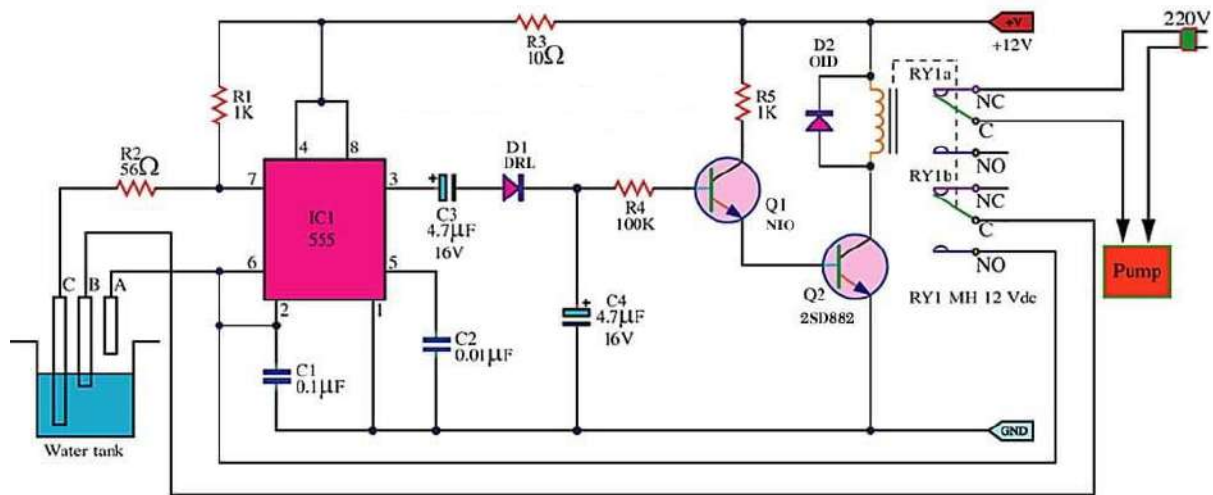 R3
10Ω
+V
+12V
220V
D2
OID
RY1a
NC
C
NO
RY1b
NC
C
NO
RY1 MH 12 Vdc
Pump
R1
1K
R5
1K
R2
56Ω
4
8
D1
DRL
7
3
IC1
555
C3
4.7µF
16V
R4
100K
Q1
NIO
6
5
2
1
C
B
A
Q2
2SD882
C4
4.7µF
16V
C2
0.01µF
C1
0.1µF
GND
Water tank